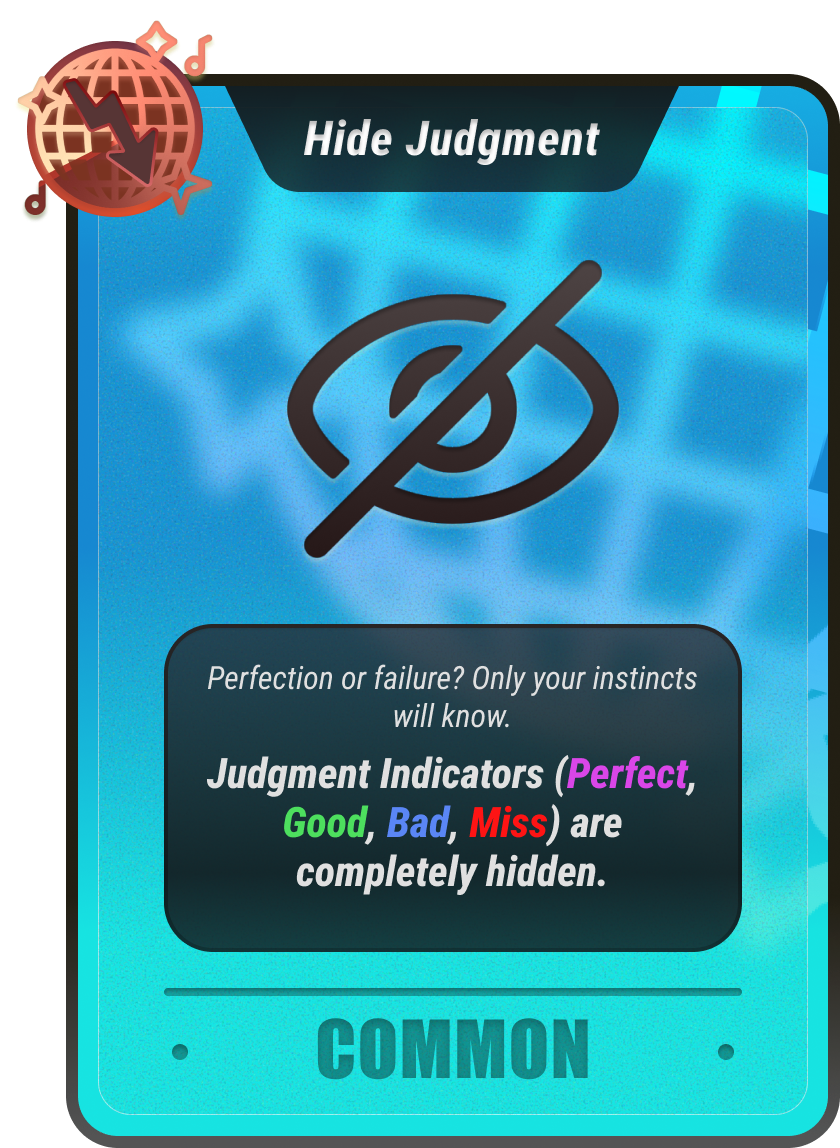 Hide Judgment
Perfection or failure? Only your instincts
will know.
Judgment Indicators (Perfect,
Good, Bad, Miss) are
completely hidden.
COMMON